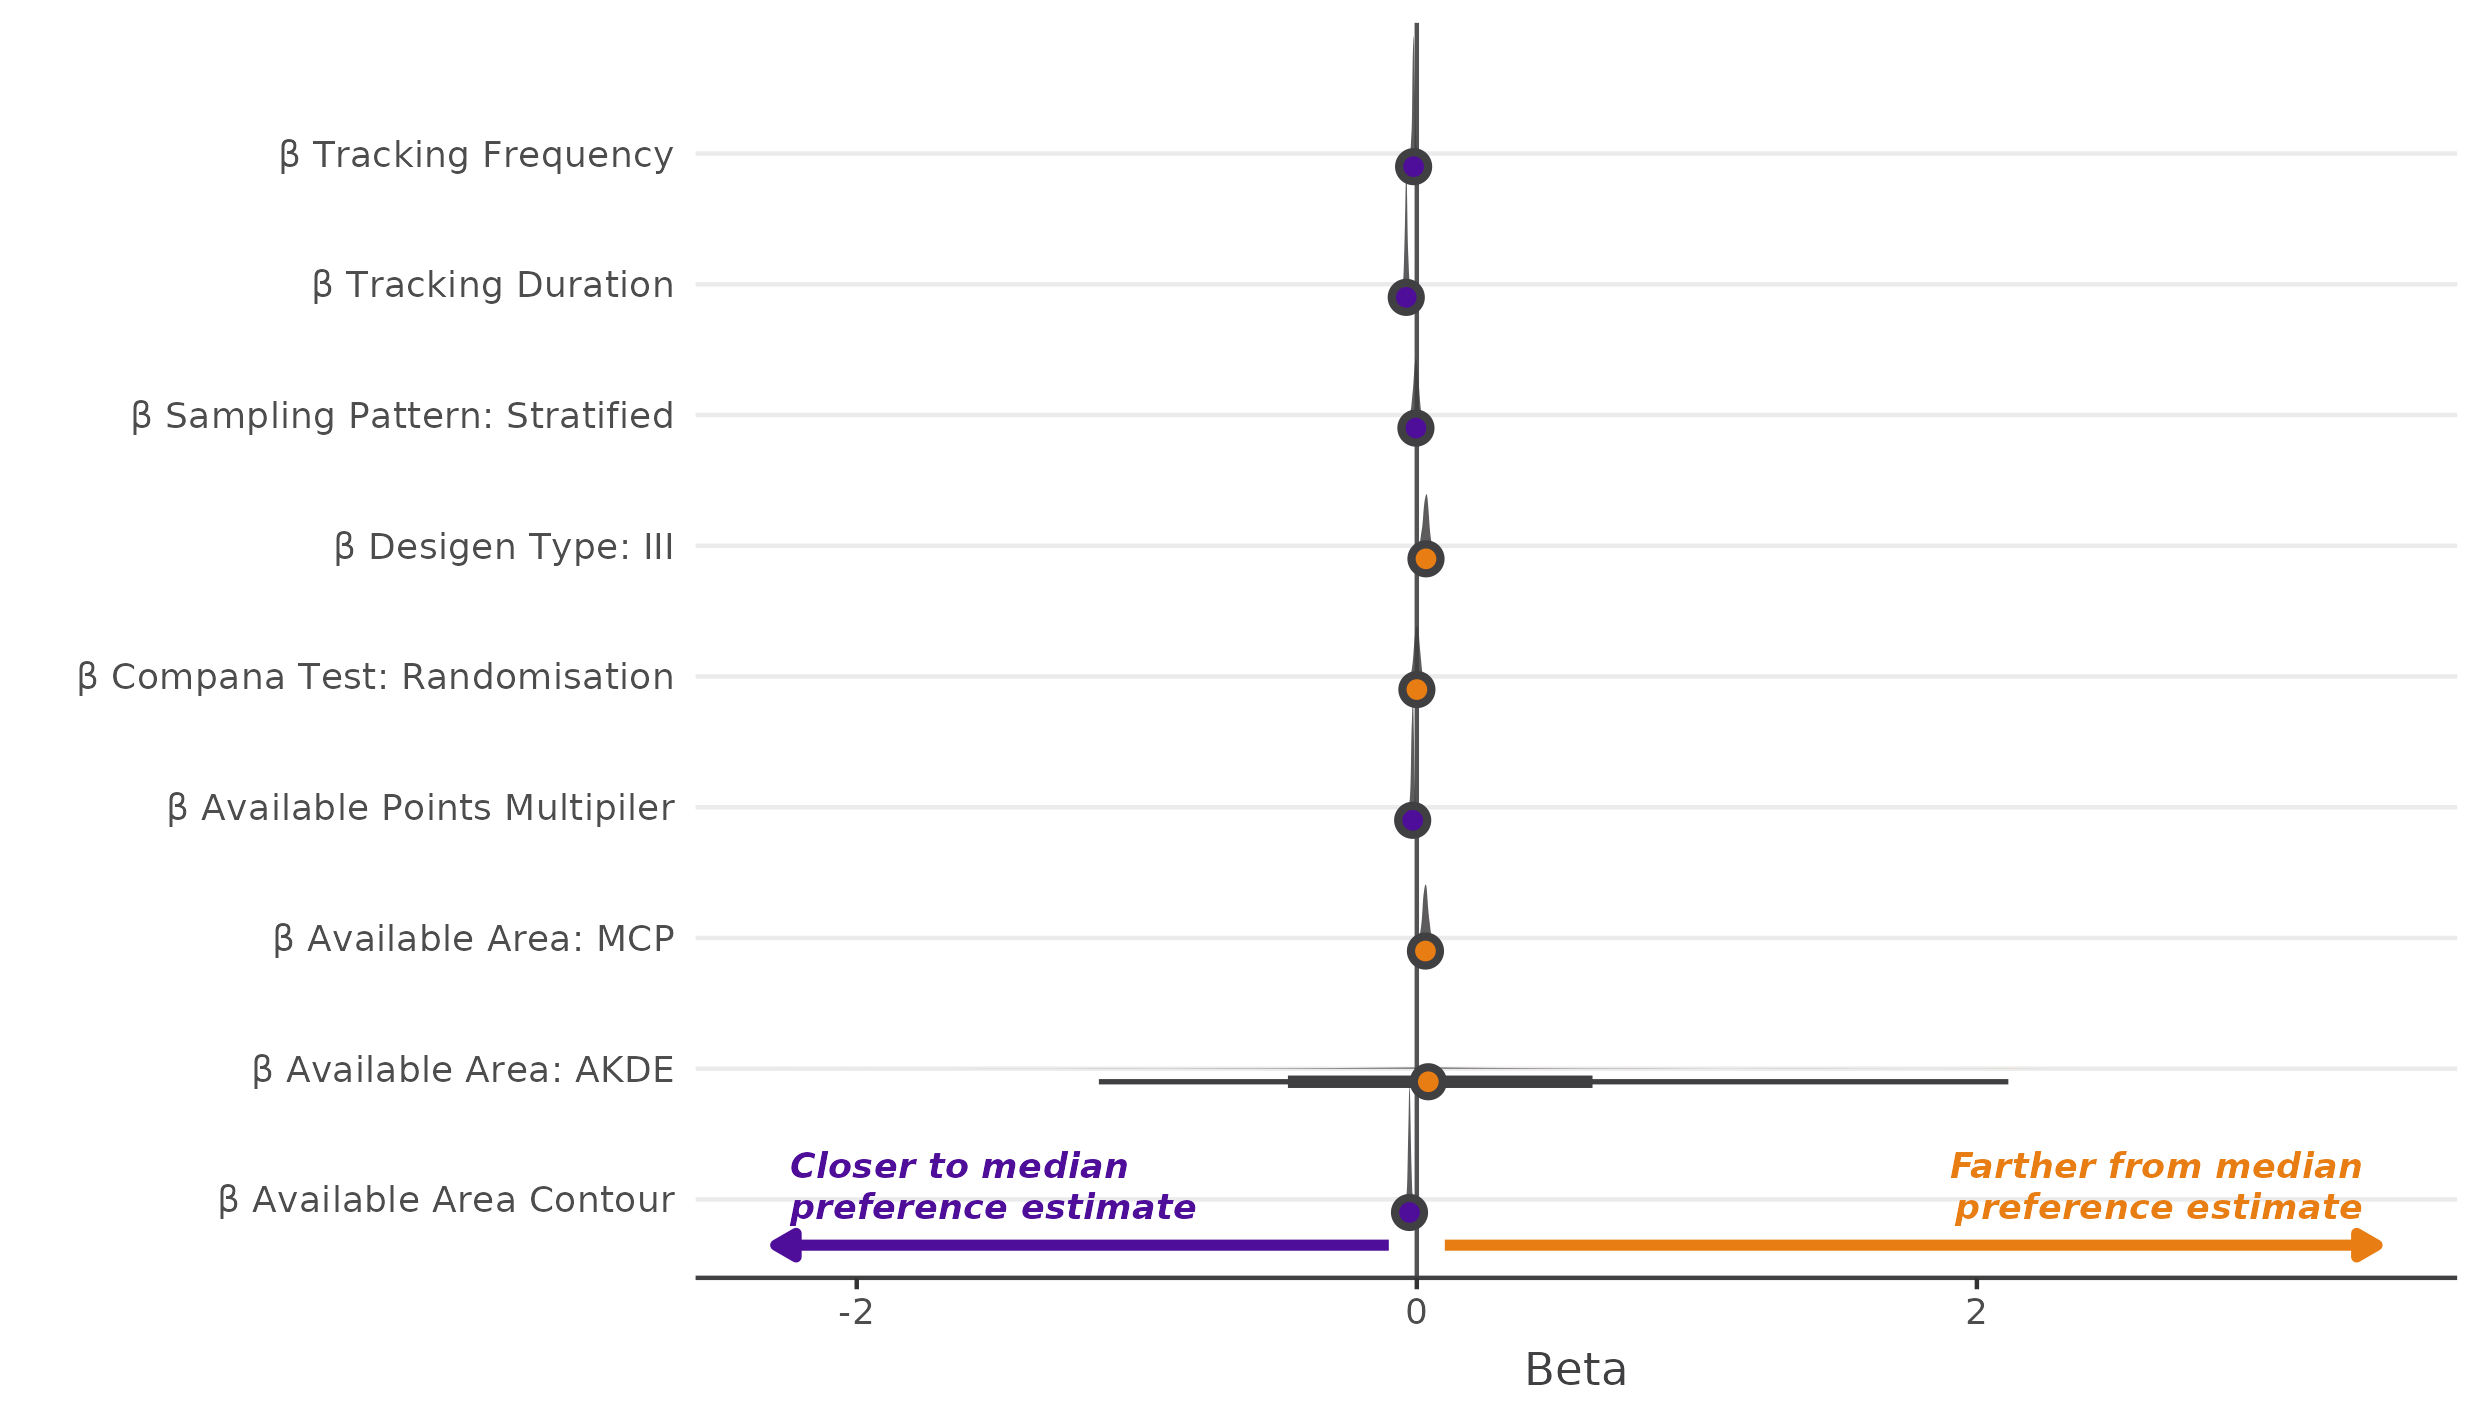 β Tracking Frequency
β Tracking Duration
β Sampling Pattern: Stratified
β Desigen Type: III
β Compana Test: Randomisation
β Available Points Multipiler
β Available Area: MCP
β Available Area: AKDE
β Available Area Contour
Closer to median
preference estimate
Farther from median
preference estimate
-2
0
2
Beta